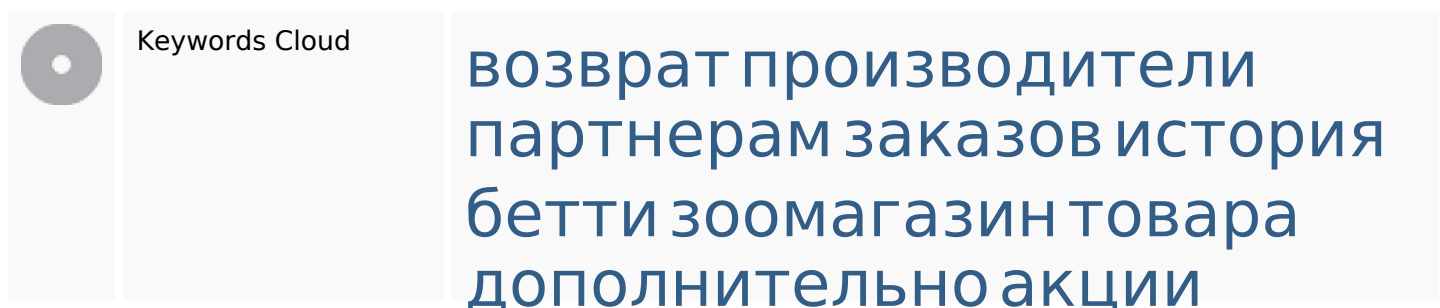 Keywords Cloud
возврат производители
партнерам заказов история
бетти зоомагазин товара
дополнительно акции